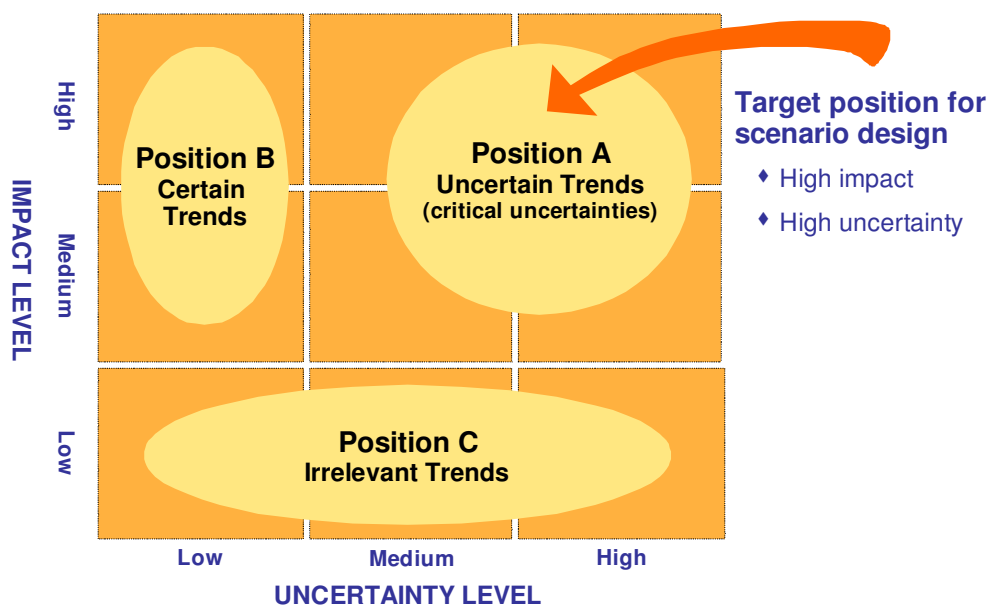 High
Position B
Certain
Trends
Position A
Uncertain Trends
(critical uncertainties)
Target position for
scenario design
♦ High impact
♦ High uncertainty
IMPACT LEVEL
Medium
Low
Position C
Irrelevant Trends
Low
Medium
High
UNCERTAINTY LEVEL